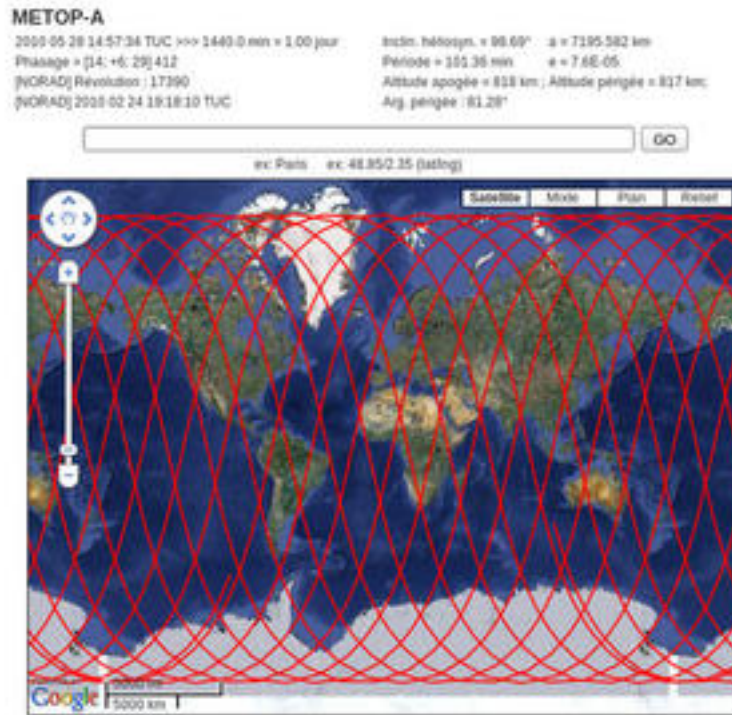 METOP-A
2010 05 28 14:57:34 TUC >>> 1440.0 min = 1.00 jour
Phasage = [14; +6; 29] 412
[NORAD] Révolution : 17390
[NORAD] 2010 02 24 19:18:10 TUC
Inclin. héliosyn. = 98.69° a = 7195.582 km
Période = 101.36 min e = 7.6E-05
Altitude apogée = 818 km ; Altitude périgée = 817 km;
Arg. périgée : 81.28°
GO
ex: Paris ex: 48.85/2.35 (lat/lng)
Satellite Mixte Plan Relief
Google
5000 km